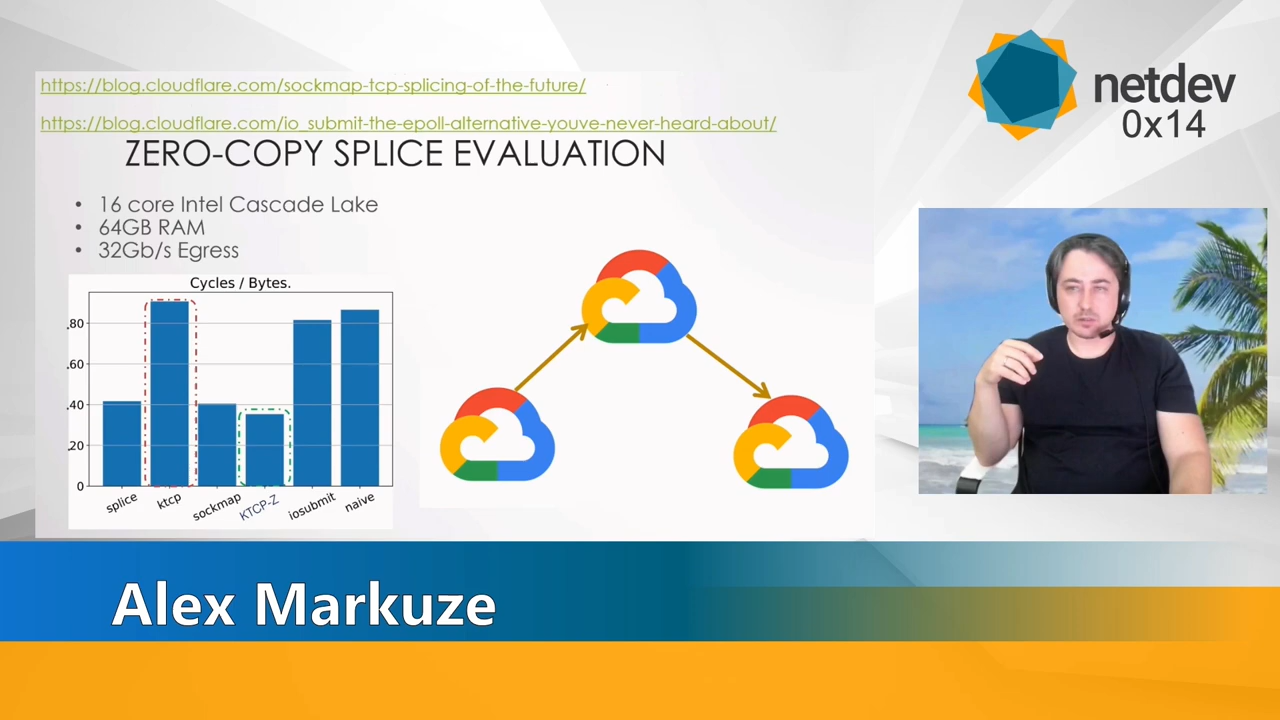 https://blog.cloudflare.com/sockmap-tcp-splicing-of-the-future/
https://blog.cloudflare.com/io_submit-the-epoll-alternative-youve-never-heard-about/
ZERO-COPY SPLICE EVALUATION
• 16 core Intel Cascade Lake
• 64GB RAM
• 32Gb/s Egress
Cycles / Bytes.
.80
.60
.40
.20
0
splice
ktcp
sockmap
KTCP-Z
iosubmit
naive
netdev
0x14
Alex Markuze